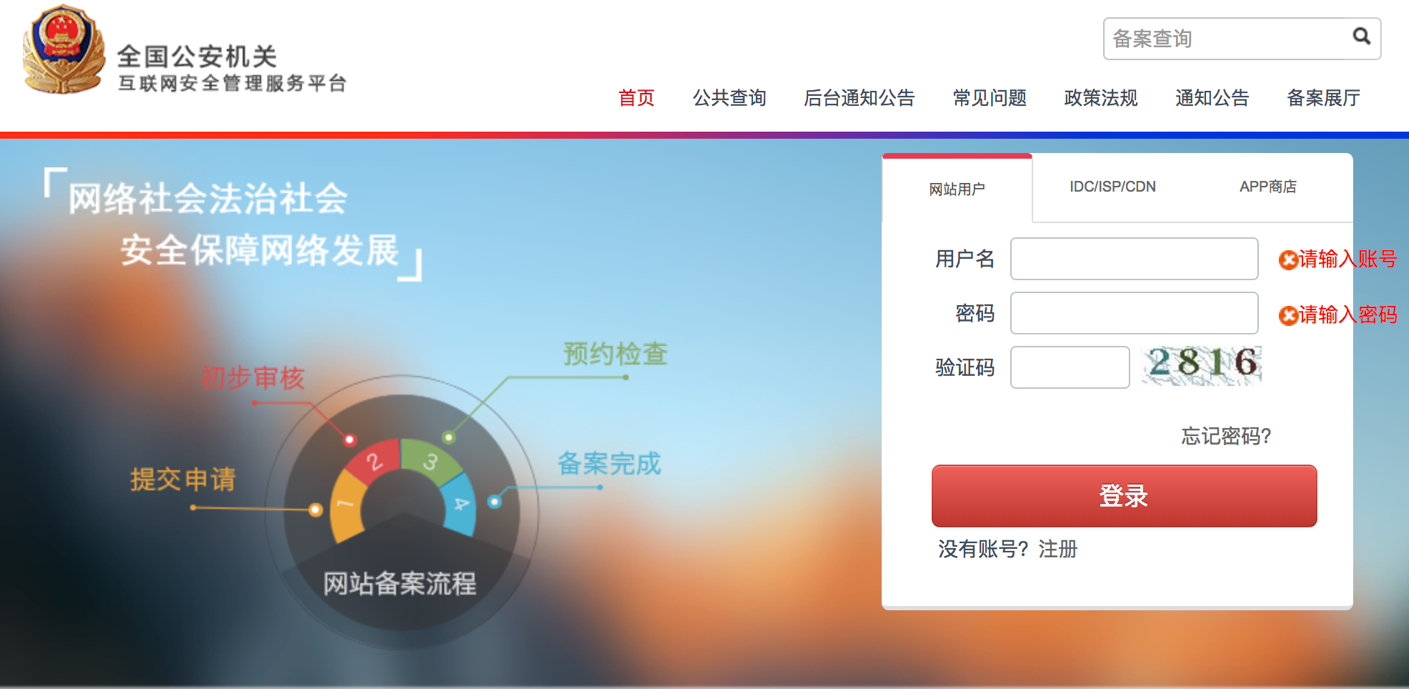 全国公安机关
互联网安全管理服务平台
备案查询
首页 公共查询 后台通知公告 常见问题 政策法规 通知公告 备案展厅
网络社会法治社会
安全保障网络发展
网站用户 IDC/ISP/CDN APP商店
用户名 请输入账号
密码 请输入密码
验证码 2816
忘记密码?
登录
没有账号? 注册
预约检查
初步审核
备案完成
提交申请
1 2 3 4
网站备案流程